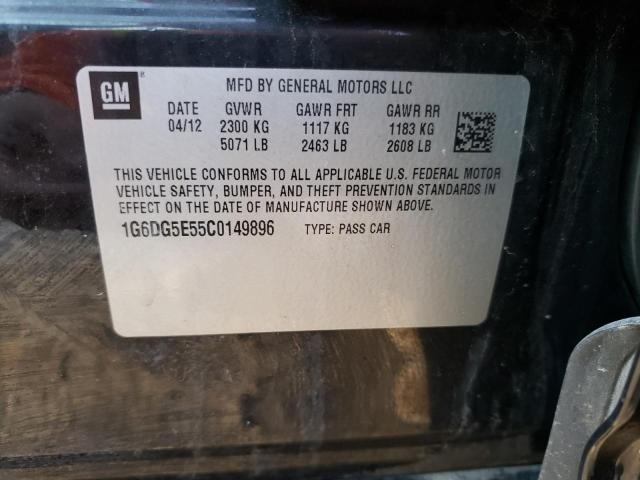 GM ®
MFD BY GENERAL MOTORS LLC
DATE GVWR GAWR FRT GAWR RR
04/12 2300 KG 1117 KG 1183 KG
5071 LB 2463 LB 2608 LB
THIS VEHICLE CONFORMS TO ALL APPLICABLE U.S. FEDERAL MOTOR
VEHICLE SAFETY, BUMPER, AND THEFT PREVENTION STANDARDS IN
EFFECT ON THE DATE OF MANUFACTURE SHOWN ABOVE.
1G6DG5E55C0149896 TYPE: PASS CAR